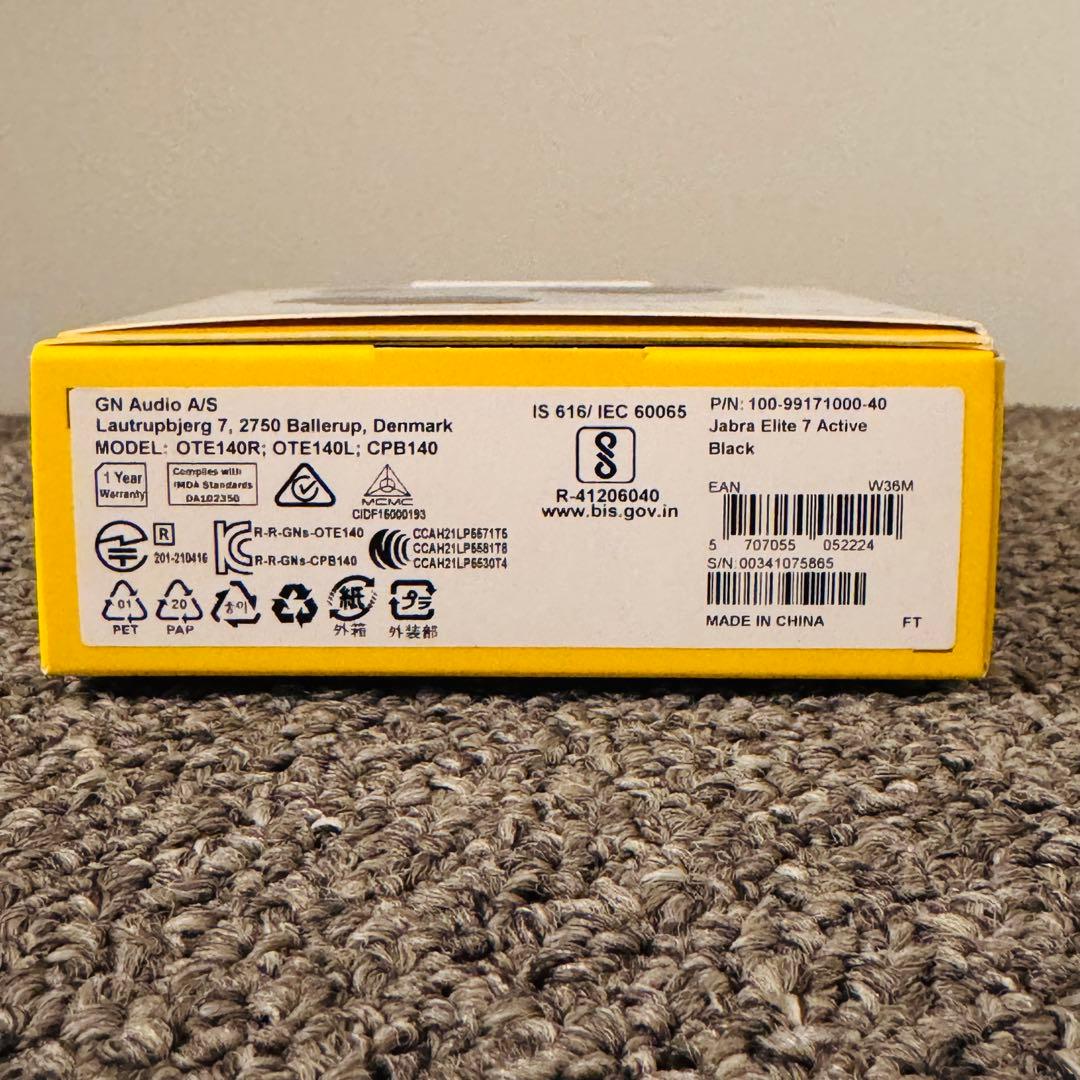 GN Audio A/S
Lautrupbjerg 7, 2750 Ballerup, Denmark
MODEL: OTE140R; OTE140L; CPB140
1 Year
Warranty
Complies with
IMDA Standards
DA102350
MCMC
CIDF16000193
R
201-210416
R-R-GNs-OTE140
R-R-GNs-CPB140
CCAH21LP5571T5
CCAH21LP5581T8
CCAH21LP5530T4
01
PET
20
PAP
종이
紙
外箱
プラ
外装部
IS 616/ IEC 60065
R-41206040
www.bis.gov.in
P/N: 100-99171000-40
Jabra Elite 7 Active
Black
EAN W36M
5 707055 052224
S/N:00341075865
MADE IN CHINA FT